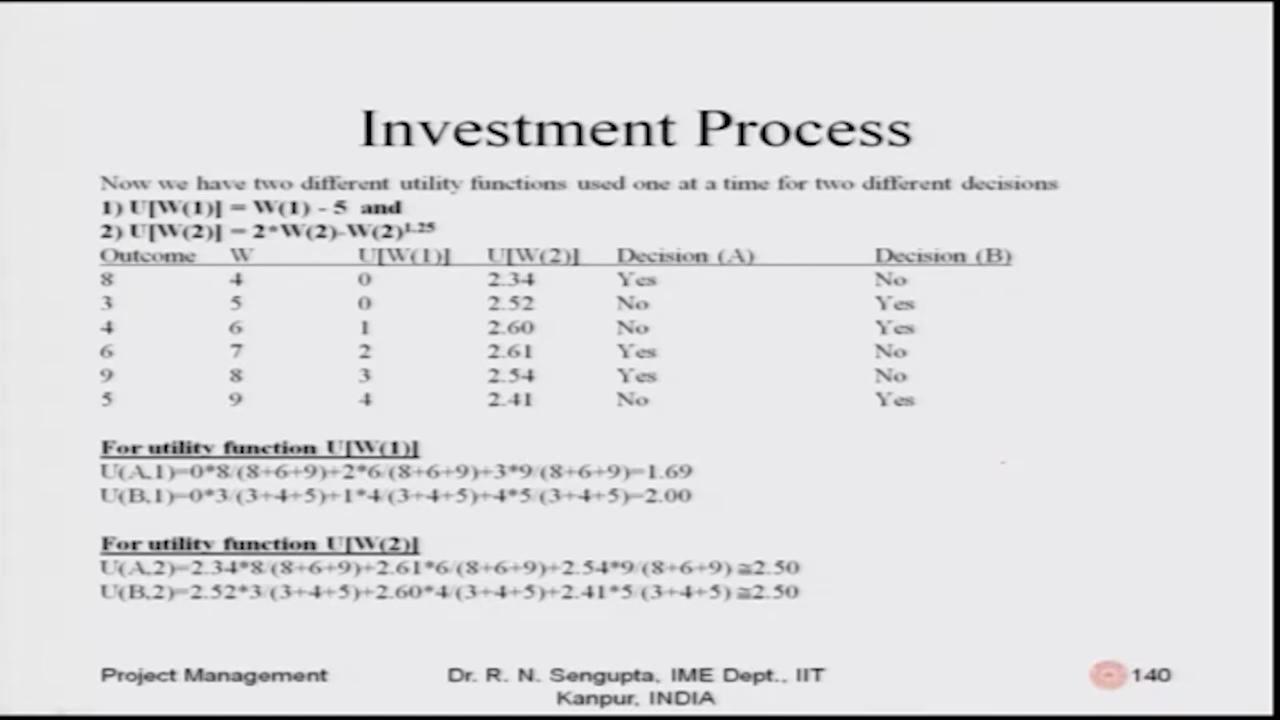 Investment Process
Now we have two different utility functions used one at a time for two different decisions
1) U[W(1)] = W(1) - 5 and
2) U[W(2)] = 2*W(2)-W(2)^1.25
Outcome W U[W(1)] U[W(2)] Decision (A) Decision (B)
8 4 0 2.34 Yes No
3 5 0 2.52 No Yes
4 6 1 2.60 No Yes
6 7 2 2.61 Yes No
9 8 3 2.54 Yes No
5 9 4 2.41 No Yes
For utility function U[W(1)]
U(A,1)=0*8/(8+6+9)+2*6/(8+6+9)+3*9/(8+6+9)=1.69
U(B,1)=0*3/(3+4+5)+1*4/(3+4+5)+4*5/(3+4+5)=2.00
For utility function U[W(2)]
U(A,2)=2.34*8/(8+6+9)+2.61*6/(8+6+9)+2.54*9/(8+6+9)≅2.50
U(B,2)=2.52*3/(3+4+5)+2.60*4/(3+4+5)+2.41*5/(3+4+5)≅2.50
Project Management Dr. R. N. Sengupta, IME Dept., IIT 140
Kanpur, INDIA